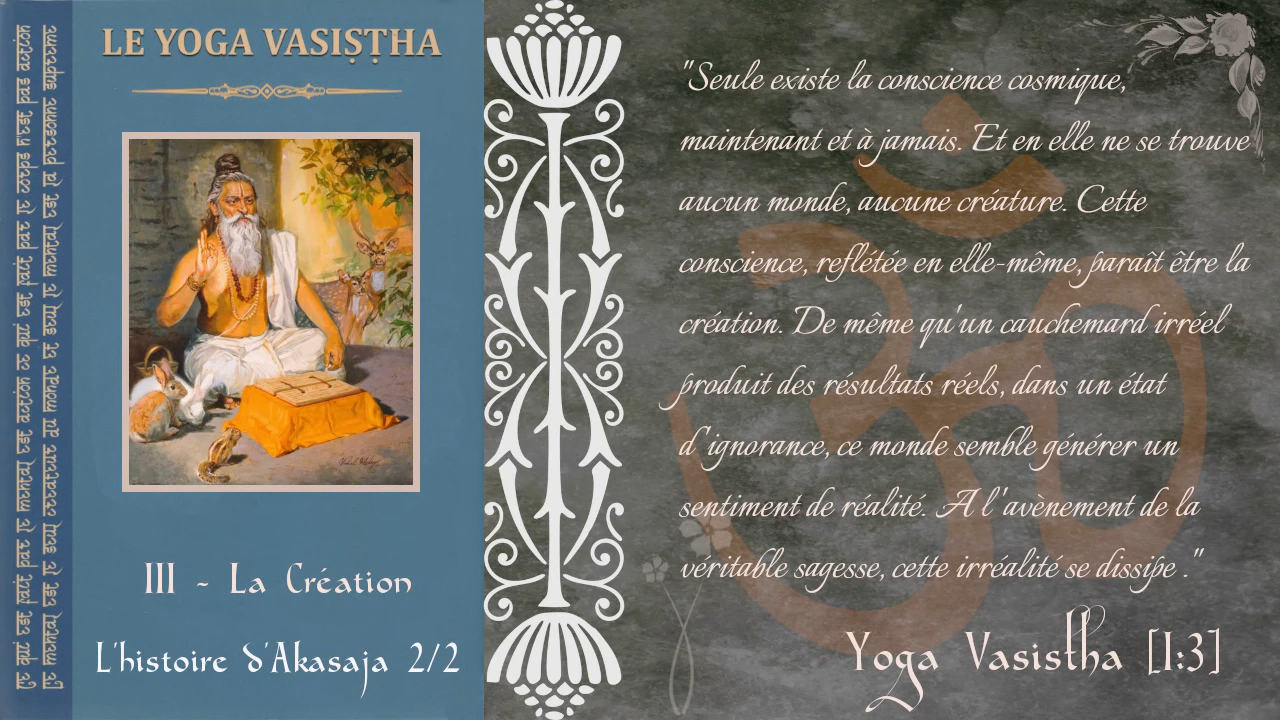 LE YOGA VASIṢṬHA
III - La Création
L'histoire d'Akasaja 2/2
"Seule existe la conscience cosmique,
maintenant et à jamais. Et en elle ne se trouve
aucun monde, aucune créature. Cette
conscience, reflétée en elle-même, paraît être la
création. De même qu'un cauchemard irréel
produit des résultats réels, dans un état
d'ignorance, ce monde semble générer un
sentiment de réalité. A l'avènement de la
véritable sagesse, cette irréalité se dissipe ."
Yoga Vasistha [1:3]